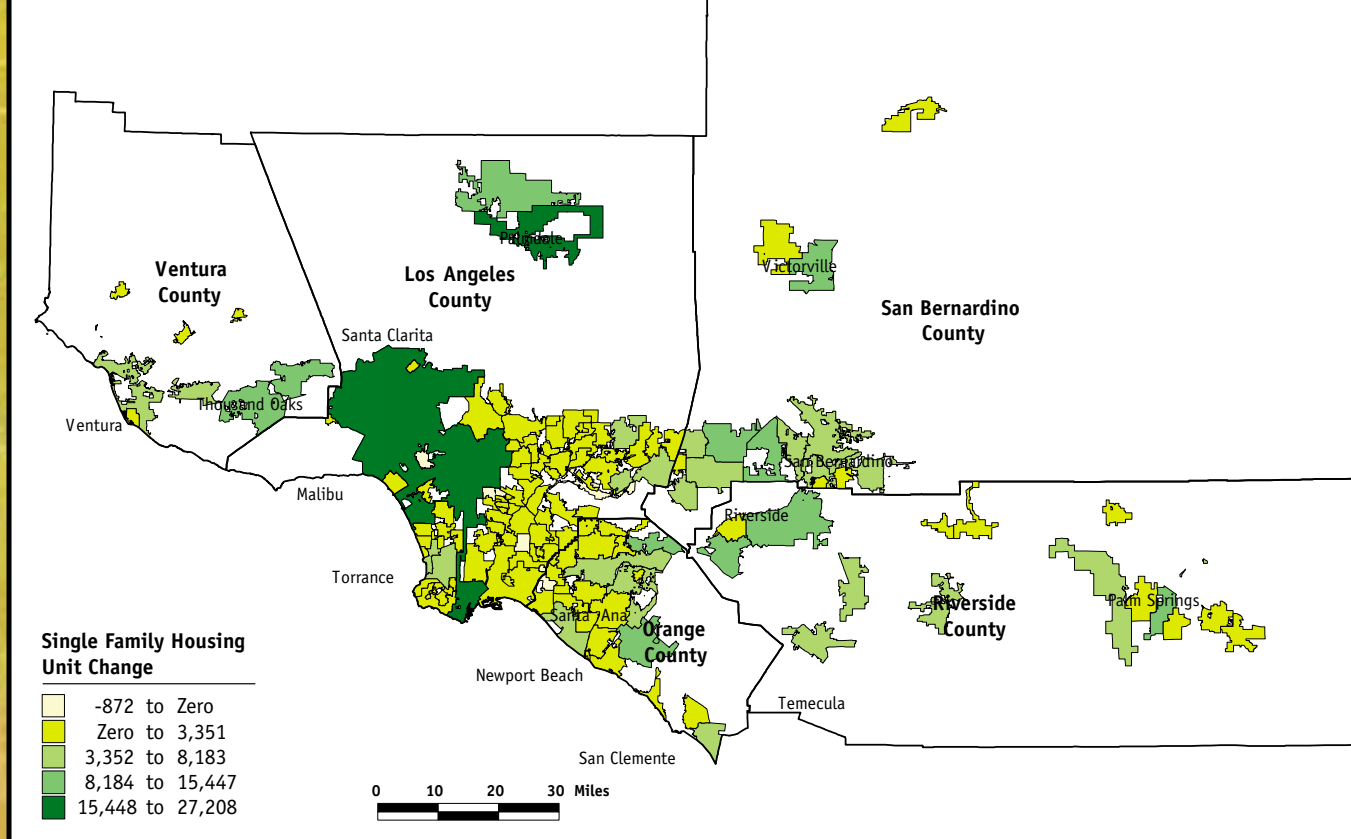 Ventura
County
Los Angeles
County
San Bernardino
County
Victorville
Palmdale
Santa Clarita
Thousand Oaks
Ventura
Malibu
San Bernardino
Riverside
Torrance
Santa Ana
Orange
County
Riverside
County
Palm Springs
Newport Beach
Temecula
San Clemente
Single Family Housing
Unit Change
-872 to Zero
Zero to 3,351
3,352 to 8,183
8,184 to 15,447
15,448 to 27,208
0 10 20 30 Miles